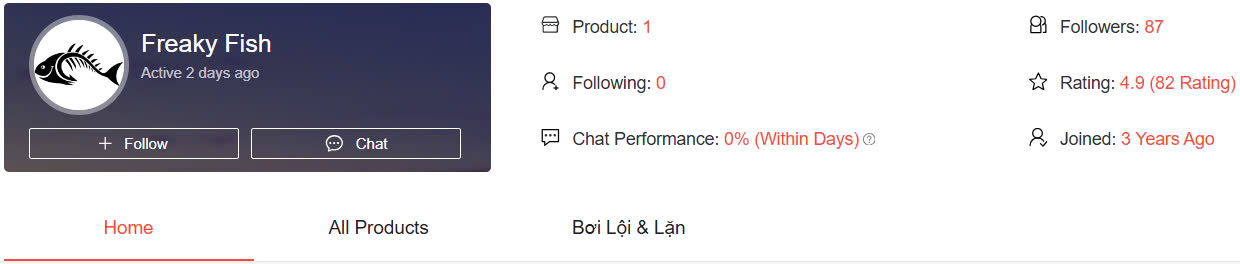 Freaky Fish
Active 2 days ago
Follow
Chat
Product: 1
Followers: 87
Following: 0
Rating: 4.9 (82 Rating)
Chat Performance: 0% (Within Days) ?
Joined: 3 Years Ago
Home
All Products
Bơi Lội & Lặn